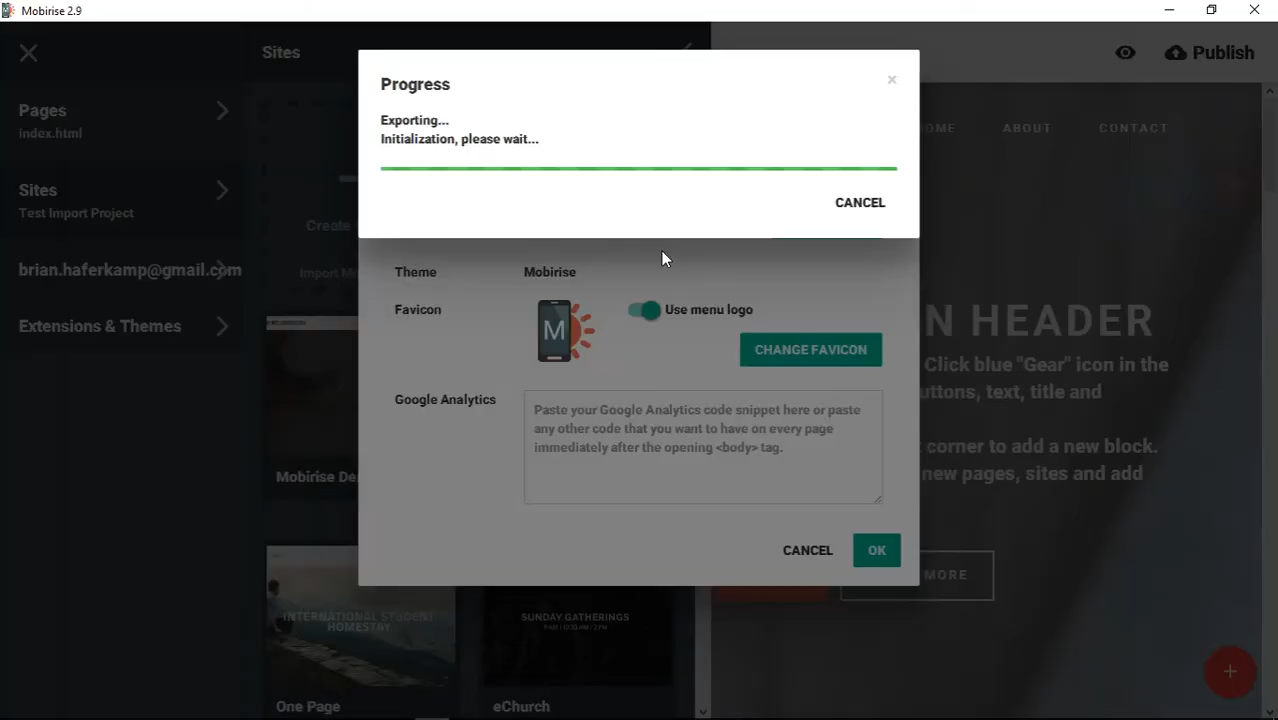 Mobirise 2.9
Sites
Publish
Pages
index.html
Sites
Test Import Project
brian.haferkamp@gmail.com
Extensions & Themes
Create
Import
Mobirise
One Page
eChurch
INTERNATIONAL STUDENT
HOMESTAY
SUNDAY GATHERINGS
Progress
×
Exporting...
Initialization, please wait...
CANCEL
Theme
Mobirise
Favicon
M
Use menu logo
CHANGE FAVICON
Google Analytics
Paste your Google Analytics code snippet here or paste
any other code that you want to have on every page
immediately after the opening <body> tag.
CANCEL
OK
OME
ABOUT
CONTACT
N HEADER
Click blue "Gear" icon in the
uttons, text, title and
corner to add a new block.
new pages, sites and add
MORE
+